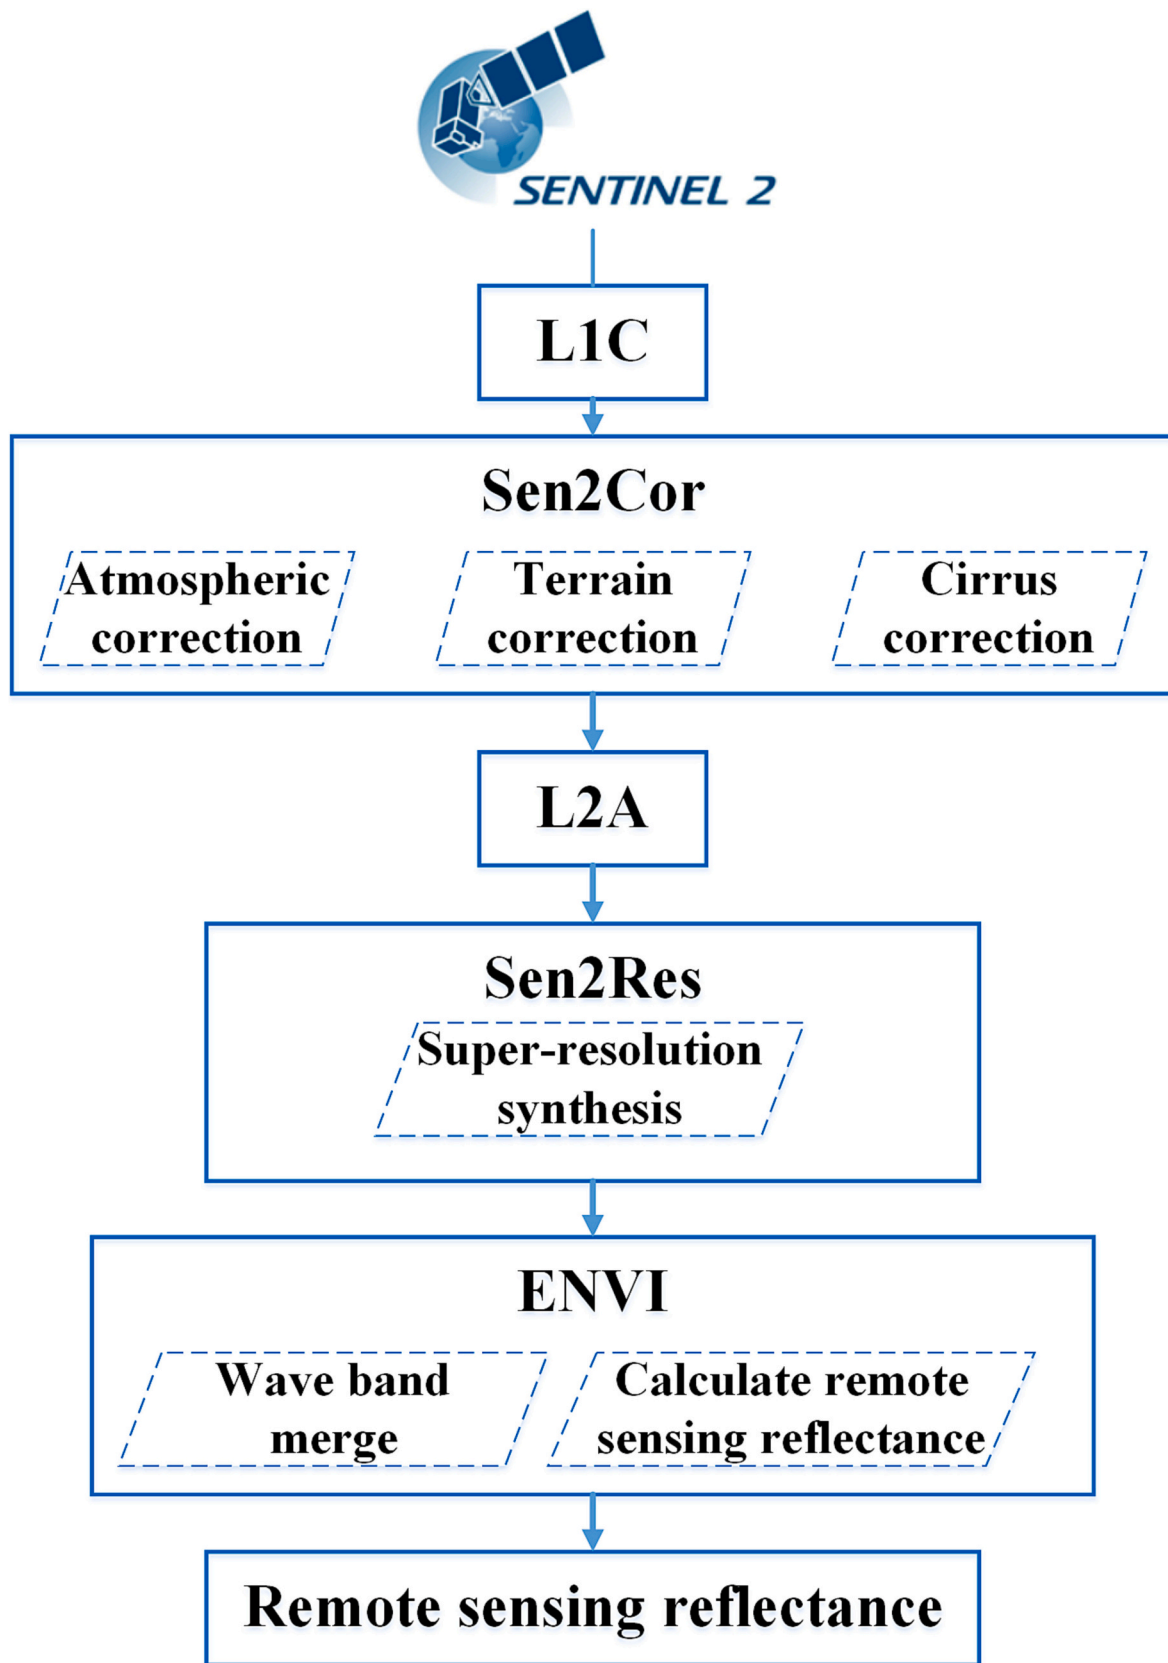 SENTINEL 2
L1C
Sen2Cor
Atmospheric
correction
Terrain
correction
Cirrus
correction
L2A
Sen2Res
Super-resolution
synthesis
ENVI
Wave band
merge
Calculate remote
sensing reflectance
Remote sensing reflectance